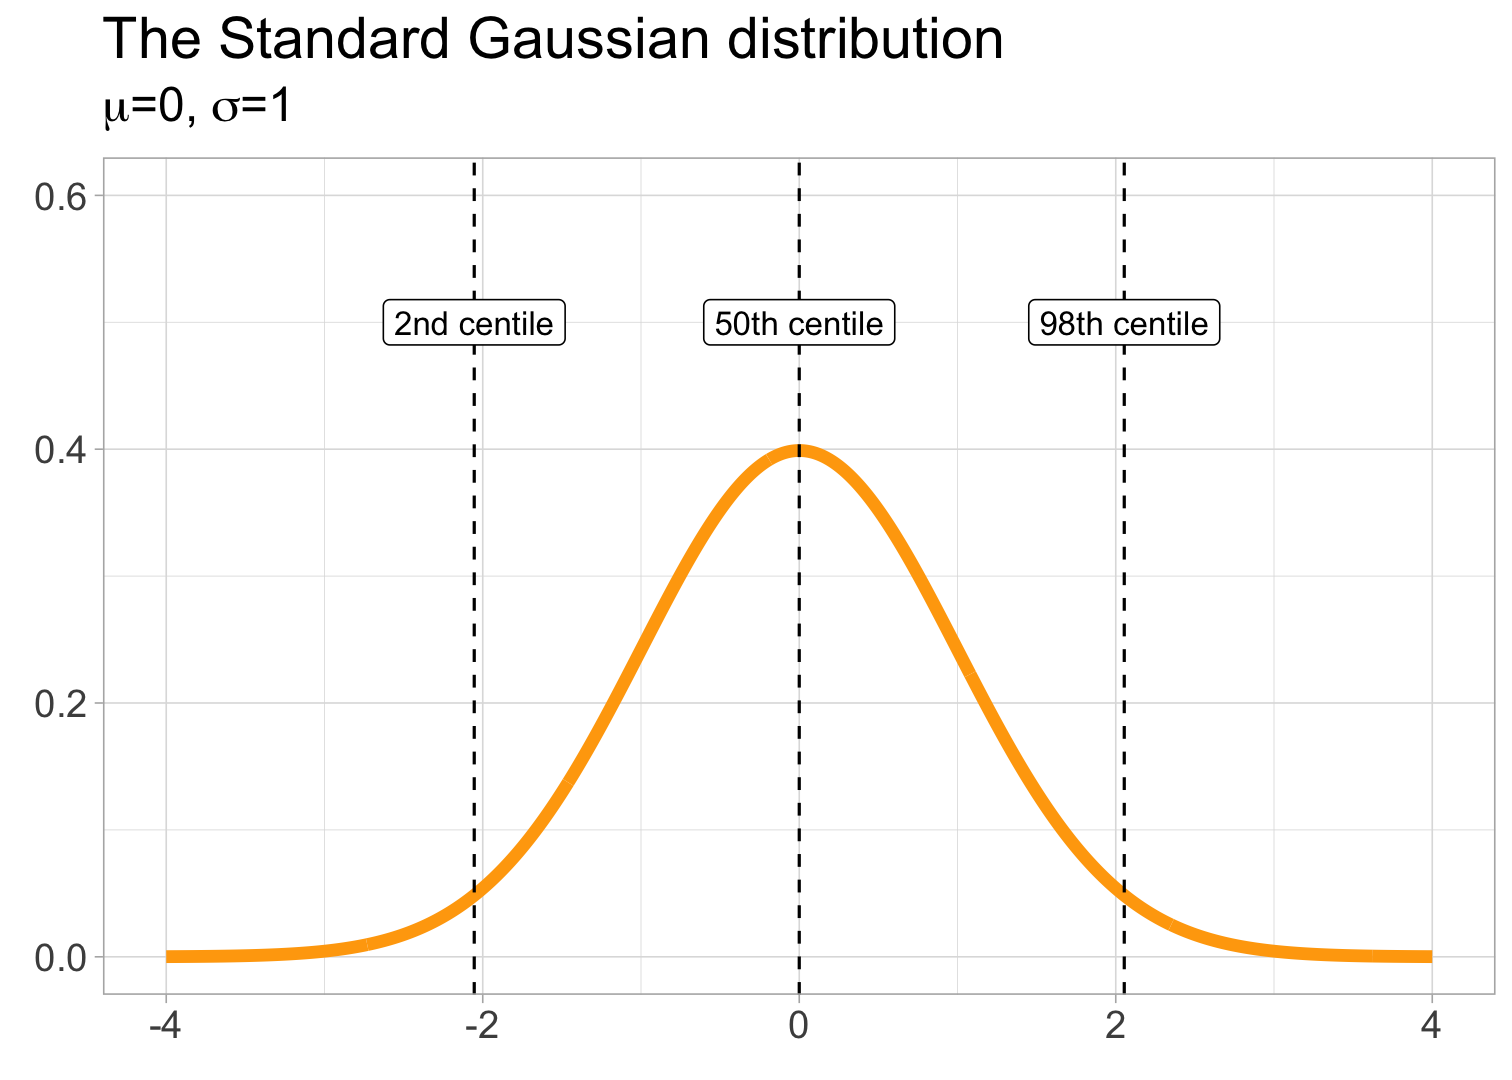 The Standard Gaussian distribution
μ=0, σ=1
0.6
2nd centile 50th centile 98th centile
0.4
0.2
0.0
-4 -2 0 2 4